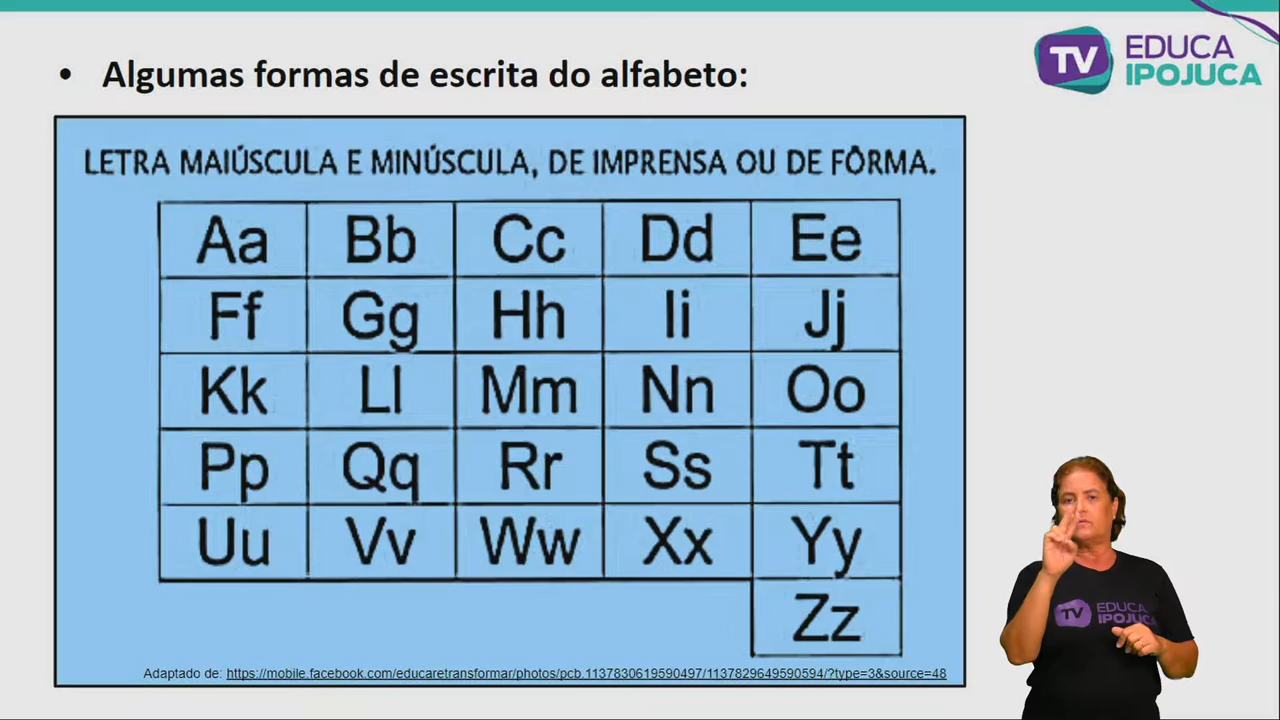 • Algumas formas de escrita do alfabeto:
TV EDUCA
IPOJUCA
LETRA MAIÚSCULA E MINÚSCULA, DE IMPRENSA OU DE FÔRMA.
Aa Bb Cc Dd Ee
Ff Gg Hh Ii Jj
Kk Ll Mm Nn Oo
Pp Qq Rr Ss Tt
Uu Vv Ww Xx Yy
Zz
Adaptado de: https://mobile.facebook.com/educaretransformar/photos/pcb.1137830619590497/1137829649590594/?type=3&source=48
TV EDUCA
IPOJUCA